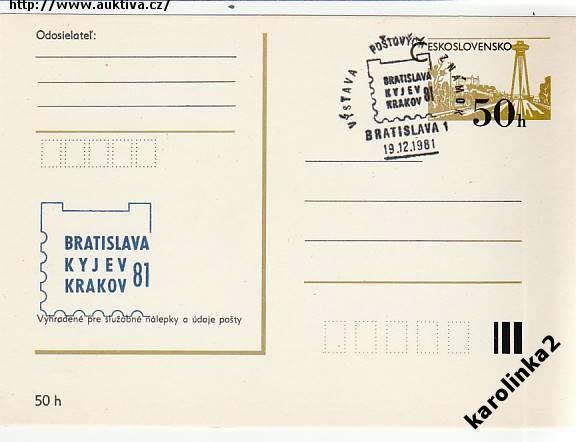 http://www.auktiva.cz/
Odosielateľ:
VÝSTAVA POŠTOVÝCH ZNÁMOK
BRATISLAVA
KYJEV
KRAKOV 81
BRATISLAVA 1
19.12.1981
ČESKOSLOVENSKO
50h
BRATISLAVA
KYJEV
KRAKOV 81
Vyhradené pre služobné nálepky a údaje pošty
50 h
karolinka2